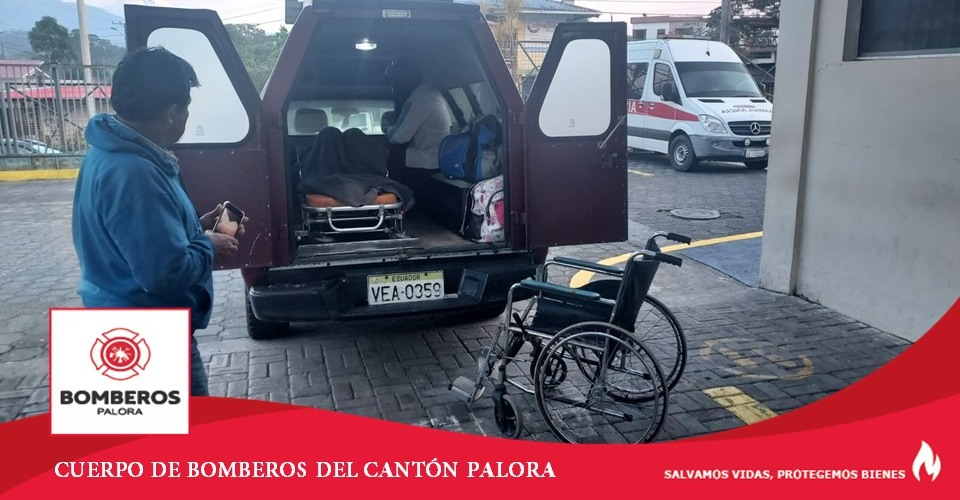 ECUADOR
VEA-0359
BOMBEROS
PALORA
CUERPO DE BOMBEROS DEL CANTÓN PALORA
SALVAMOS VIDAS, PROTEGEMOS BIENES